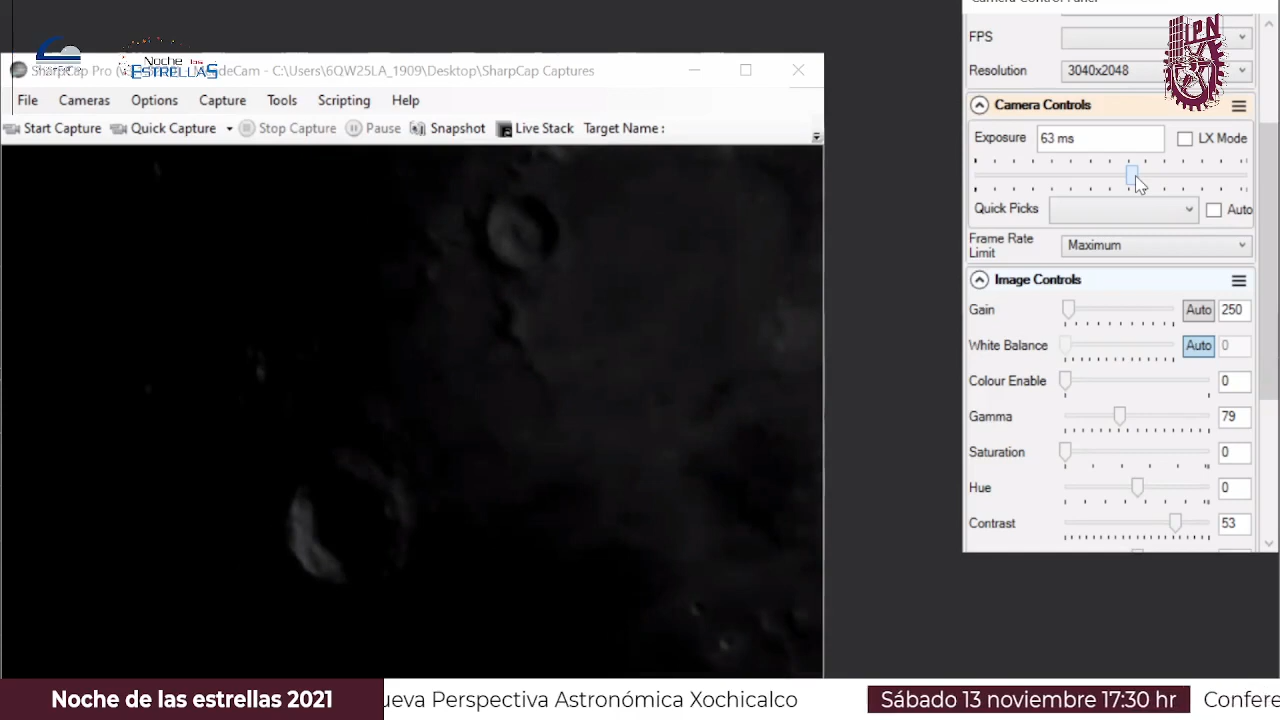 Camera Control Panel
FPS
Resolution 3040x2048
IPN
Noche las
ESTRELLAS
SharpCap Pro
deCam - C:\Users\6QW25LA_1909\Desktop\SharpCap Captures
File Cameras Options Capture Tools Scripting Help
Start Capture Quick Capture Stop Capture Pause Snapshot Live Stack Target Name :
Camera Controls
Exposure 63 ms LX Mode
Quick Picks Auto
Frame Rate
Limit Maximum
Image Controls
Gain Auto 250
White Balance Auto 0
Colour Enable 0
Gamma 79
Saturation 0
Hue 0
Contrast 53
Noche de las estrellas 2021
ueva Perspectiva Astronómica Xochicalco
Sábado 13 noviembre 17:30 hr
Confere